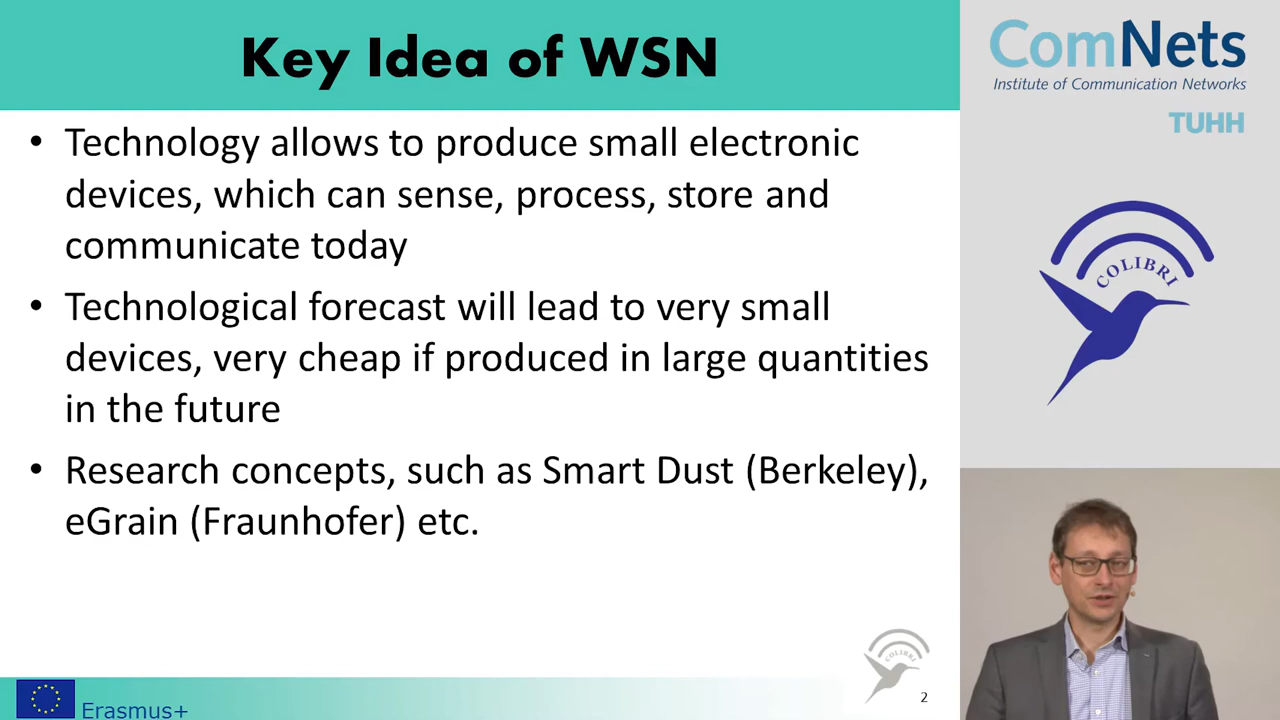 Key Idea of WSN
• Technology allows to produce small electronic
devices, which can sense, process, store and
communicate today
• Technological forecast will lead to very small
devices, very cheap if produced in large quantities
in the future
• Research concepts, such as Smart Dust (Berkeley),
eGrain (Fraunhofer) etc.
COLIBRI
2
Erasmus+
ComNets
Institute of Communication Networks
TUHH
COLIBRI